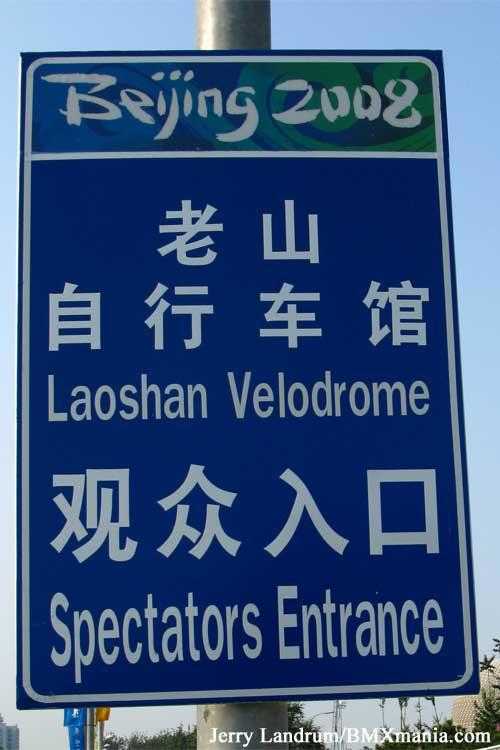 Beijing 2008
老山
自行车馆
Laoshan Velodrome
观众入口
Spectators Entrance
Jerry Landrum/BMXmania.com